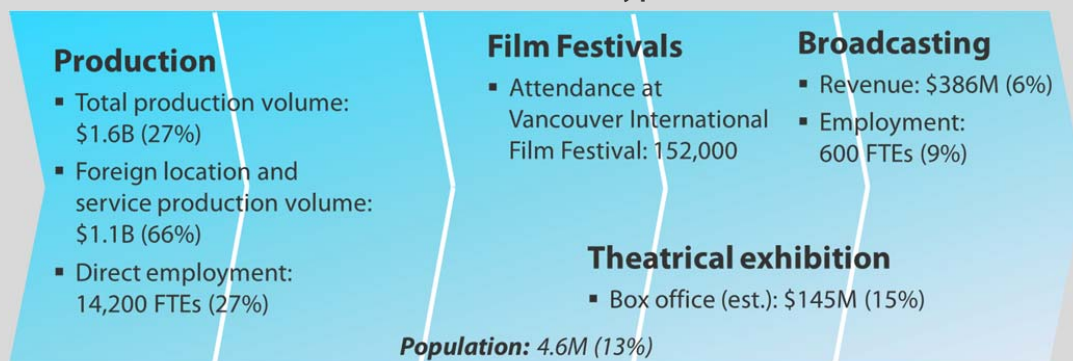 Production
▪ Total production volume:
$1.6B (27%)
▪ Foreign location and
service production volume:
$1.1B (66%)
▪ Direct employment:
14,200 FTEs (27%)
Film Festivals
▪ Attendance at
Vancouver International
Film Festival: 152,000
Broadcasting
▪ Revenue: $386M (6%)
▪ Employment:
600 FTEs (9%)
Theatrical exhibition
▪ Box office (est.): $145M (15%)
Population: 4.6M (13%)